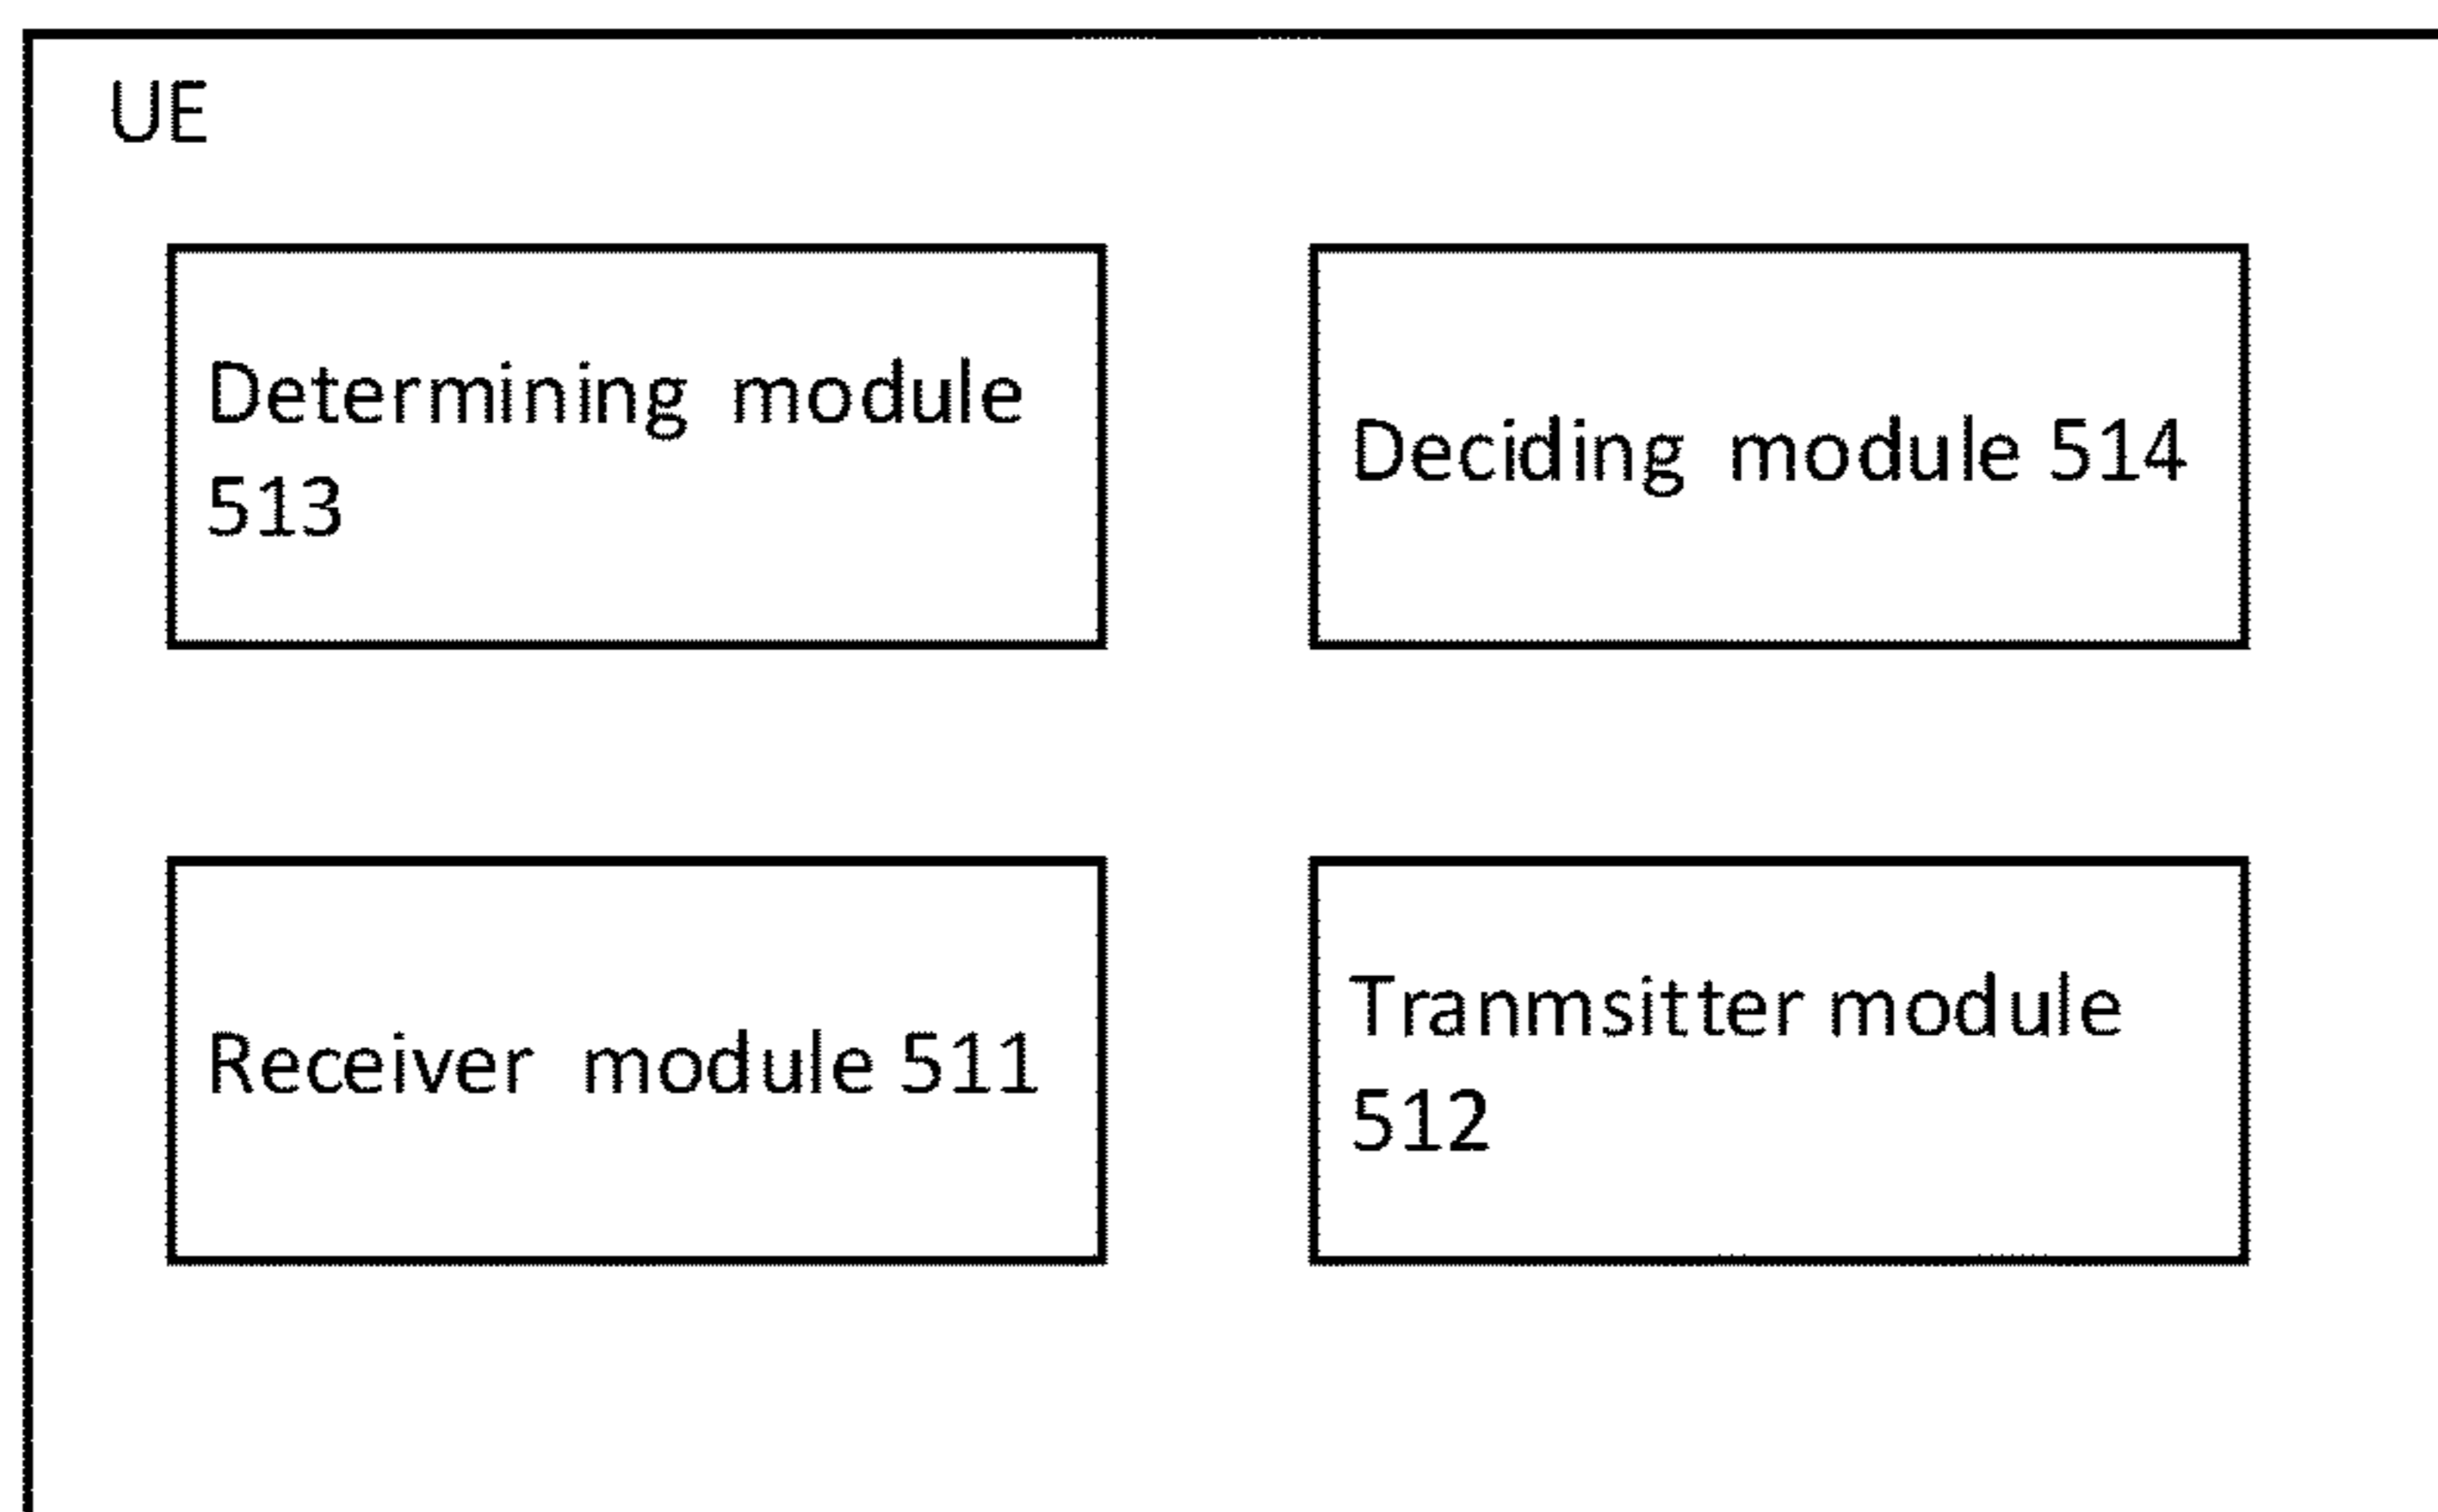 UE
Determining module
513
Deciding module 514
Receiver module 511
Tranmsitter module
512